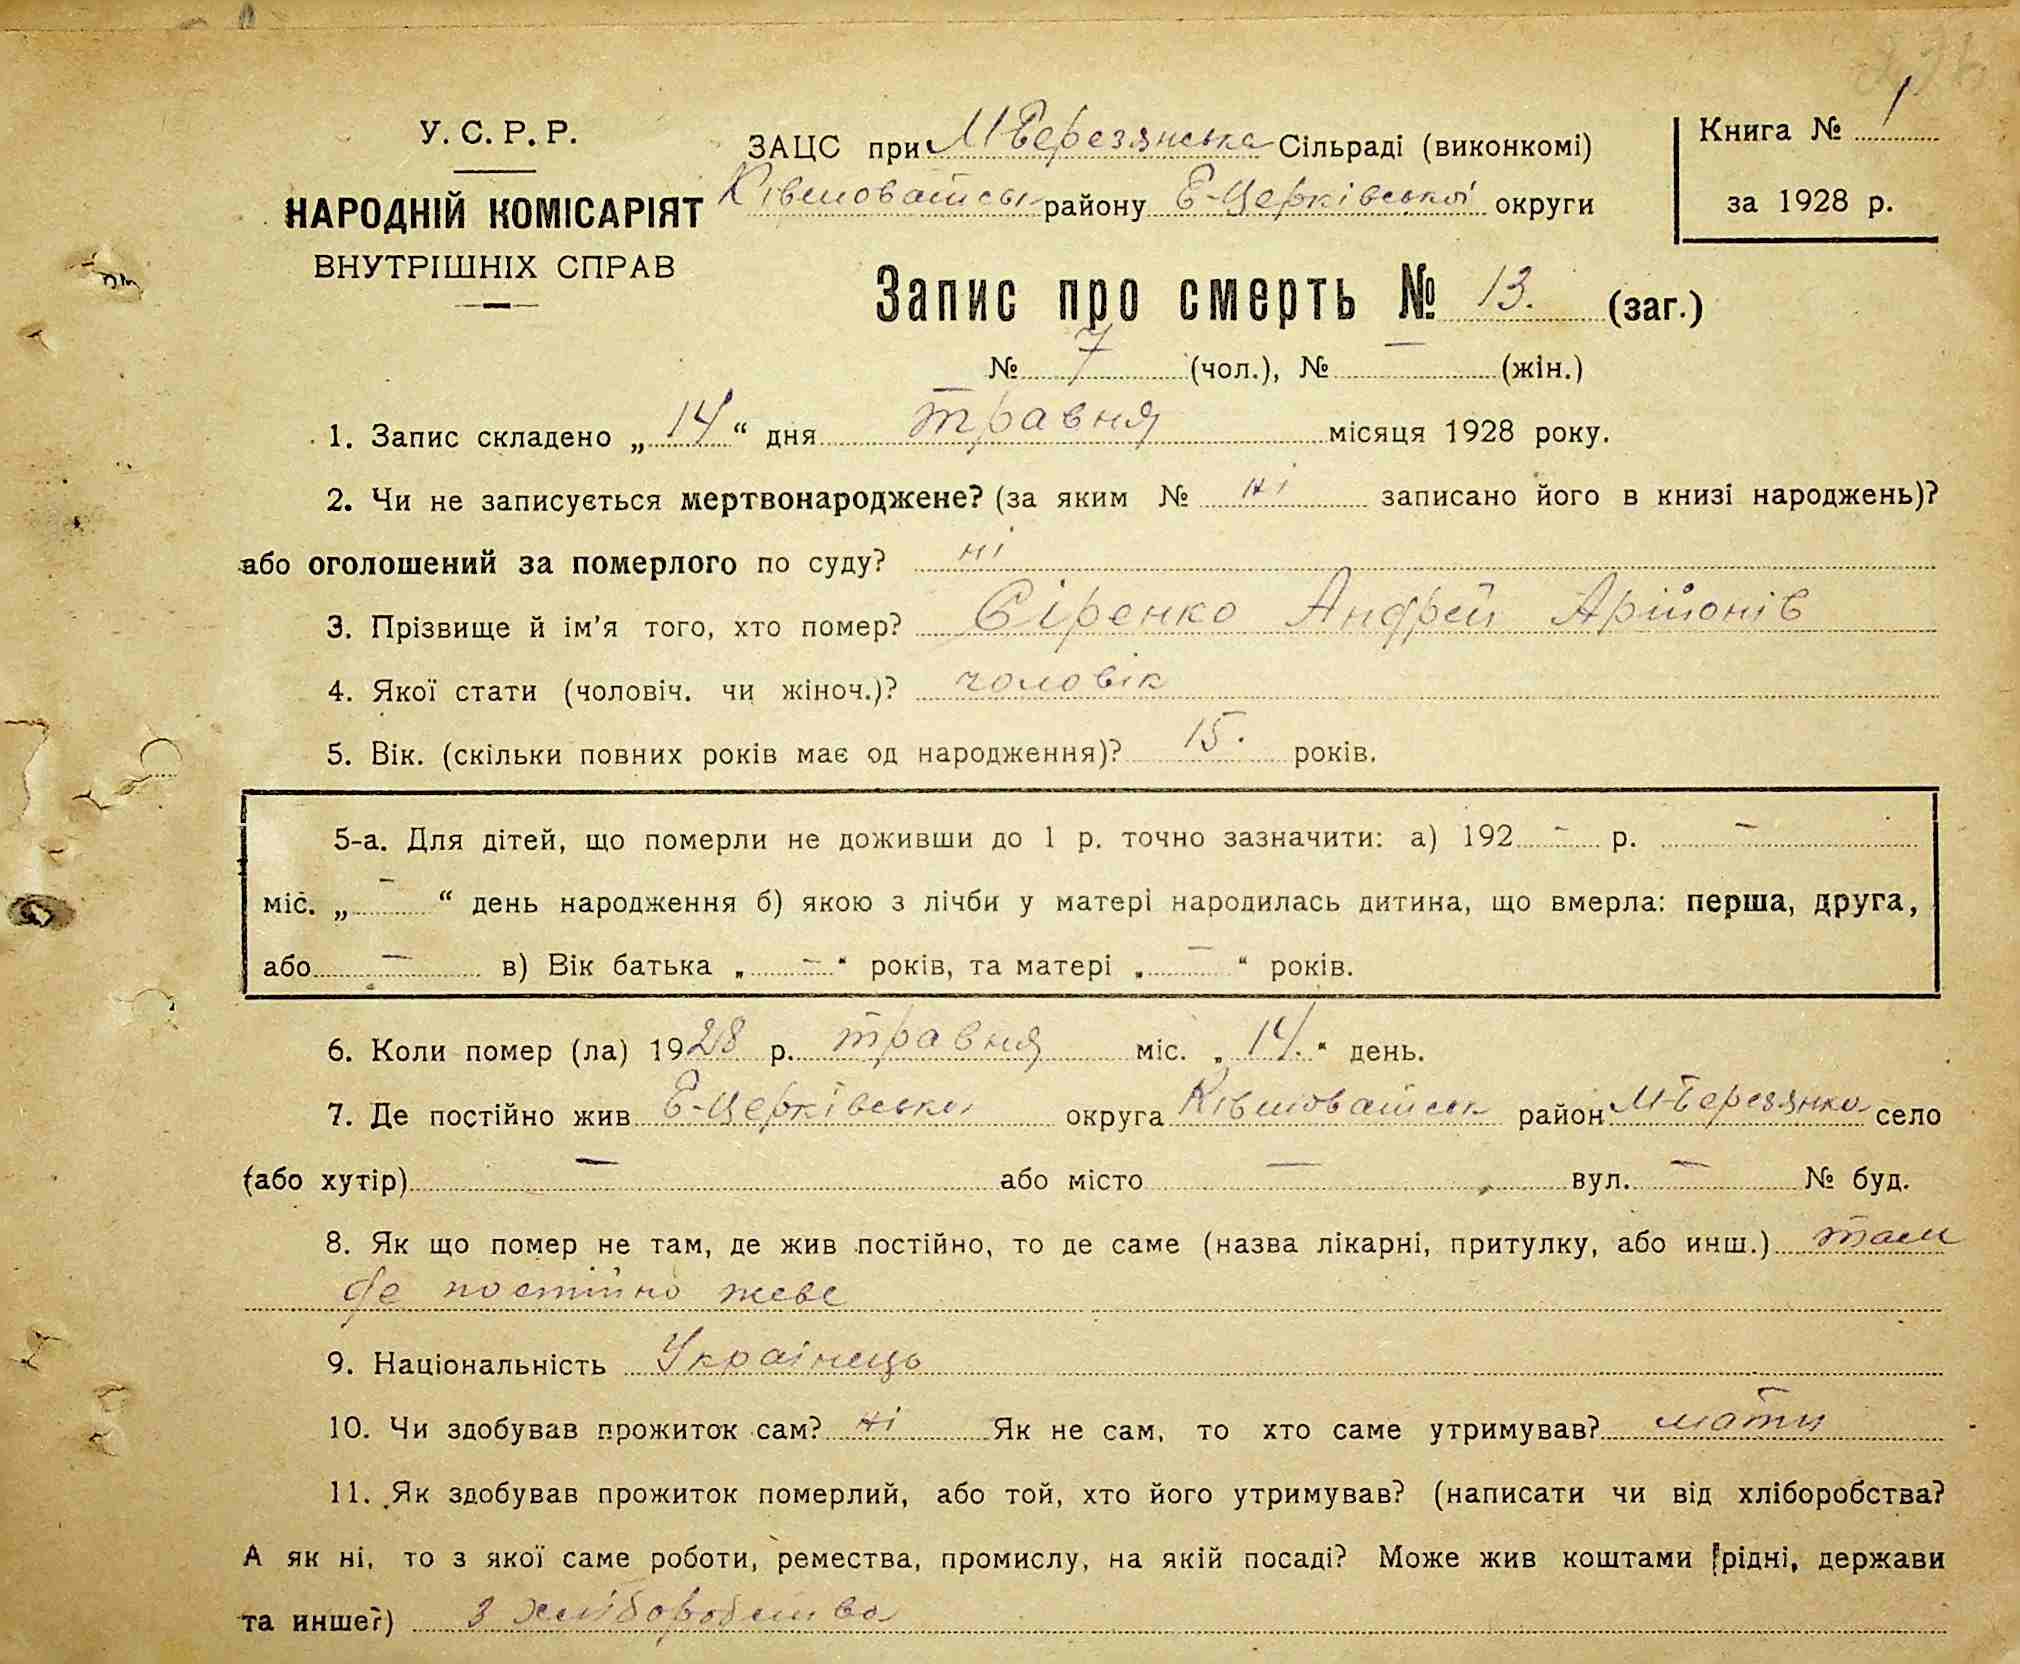 У. С. Р. Р.
НАРОДНІЙ КОМІСАРІЯТ
ВНУТРІШНІХ СПРАВ
ЗАЦС при М Березянська Сільраді (виконкомі)
Ківшоватськ району Б-Церківської округи
Книга № 1
за 1928 р.
Запис про смерть № 13. (заг.)
№ 7 (чол.), № — (жін.)
1. Запис складено „ 14 “ дня травня місяця 1928 року.
2. Чи не записується мертвонароджене? (за яким № ні записано його в книзі народжень)?
або оголошений за померлого по суду? ні
3. Прізвище й ім’я того, хто помер? Сіренко Андрей
4. Якої стати (чоловіч. чи жіноч.)? чоловік
5. Вік. (скільки повних років має од народження)? 15. років.
5-а. Для дітей, що померли не доживши до 1 р. точно зазначити: а) 192 - р. -
міс. „ - “ день народження б) якою з лічби у матері народилась дитина, що вмерла: перша, друга,
або — в) Вік батька „ - “ років, та матері „ - “ років.
6. Коли помер (ла) 1928 р. травня міс. „ 14. “ день.
7. Де постійно жив Б-Церківська округа Ківшоватськ район М-Березянка село
(або хутір) — або місто — вул. — № буд.
8. Як що помер не там, де жив постійно, то де саме (назва лікарні, притулку, або инш.) там
де постійно жеве
9. Національність Українець
10. Чи здобував прожиток сам? ні Як не сам, то хто саме утримував? мати
11. Як здобував прожиток померлий, або той, хто його утримував? (написати чи від хліборобства?
А як ні, то з якої саме роботи, ремества, промислу, на якій посаді? Може жив коштами рідні, держави
та инше?) з хліборобства